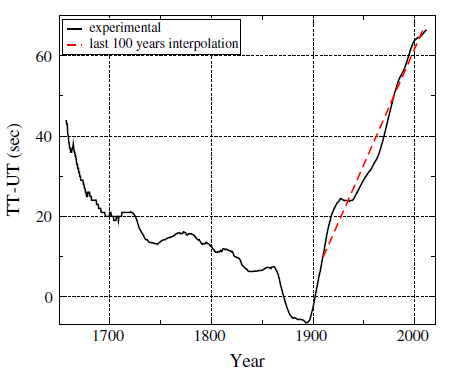 experimental
last 100 years interpolation
TT-UT (sec)
60
40
20
0
1700
1800
1900
2000
Year